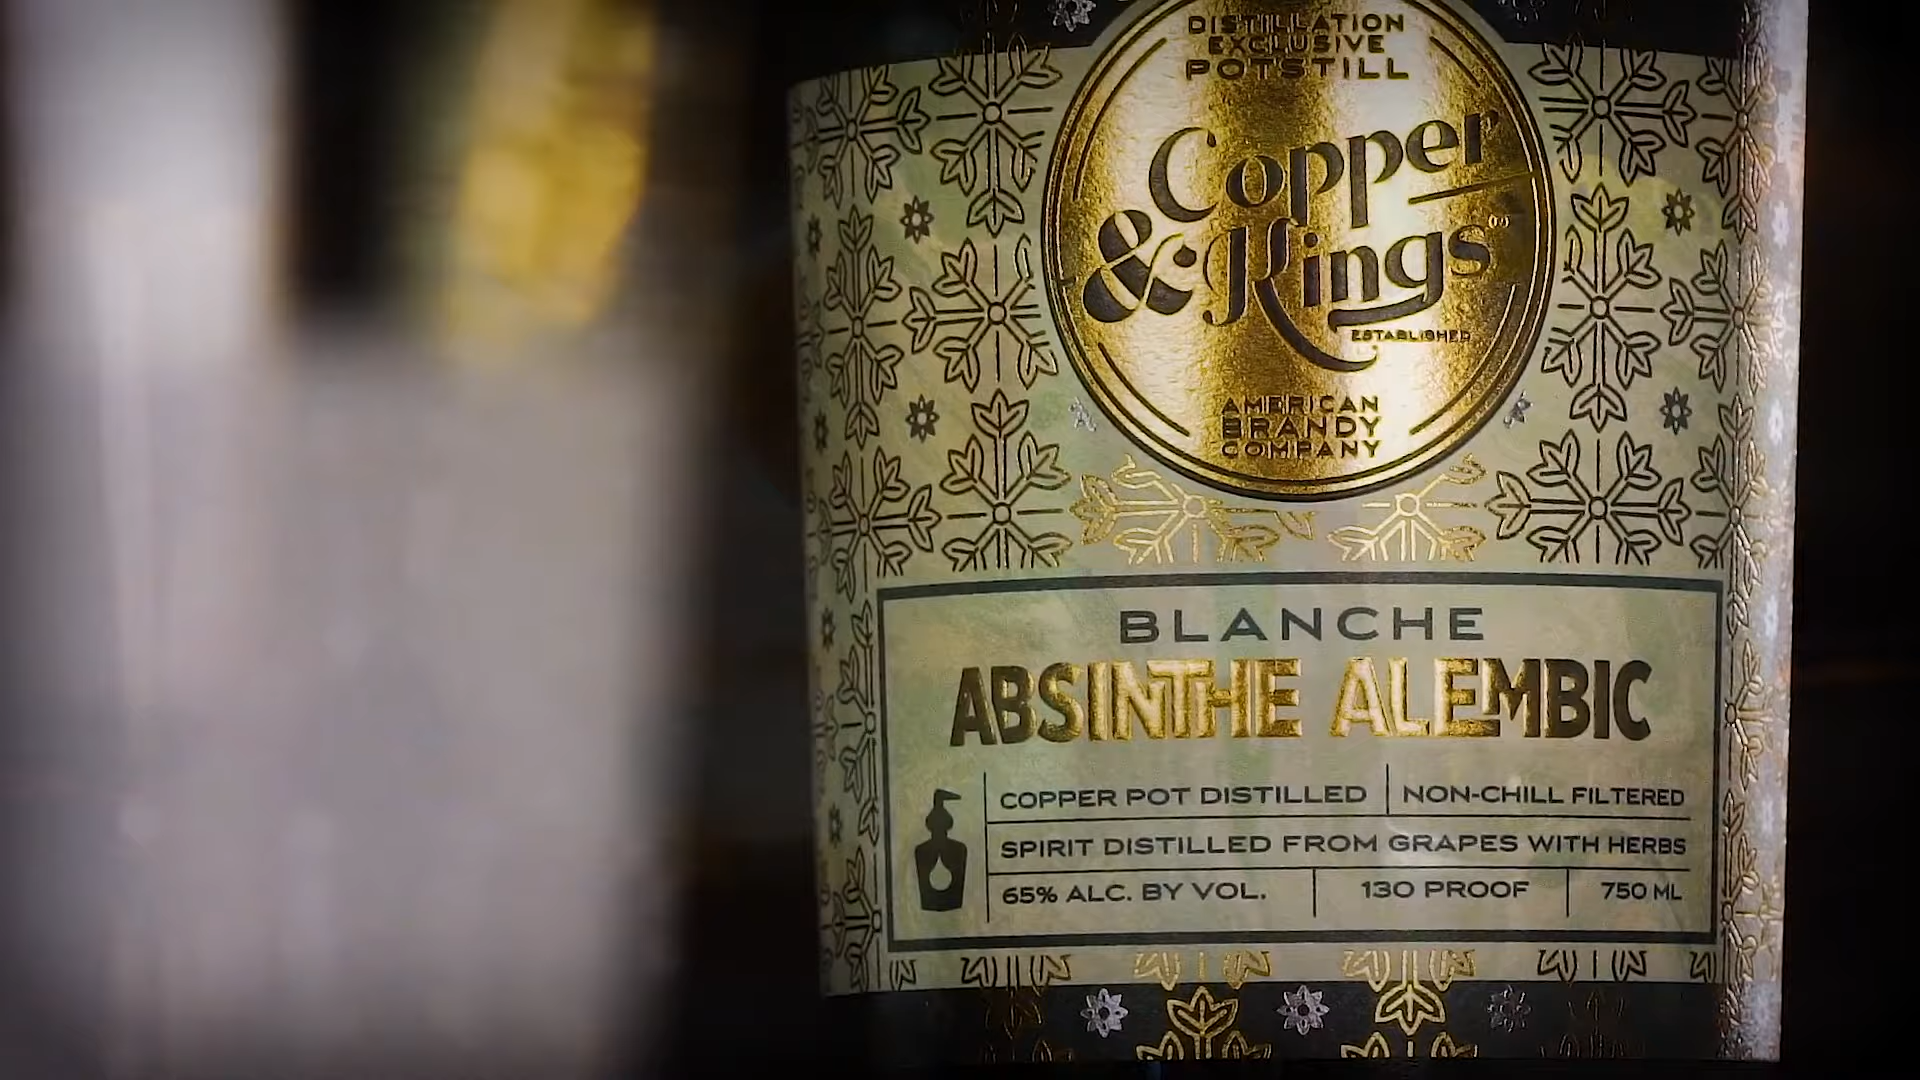 DISTILLATION
EXCLUSIVE
POTSTILL
Copper
& Kings
ESTABLISHED
AMERICAN
BRANDY
COMPANY
BLANCHE
ABSINTHE ALEMBIC
COPPER POT DISTILLED NON-CHILL FILTERED
SPIRIT DISTILLED FROM GRAPES WITH HERBS
65% ALC. BY VOL. 130 PROOF 750 ML